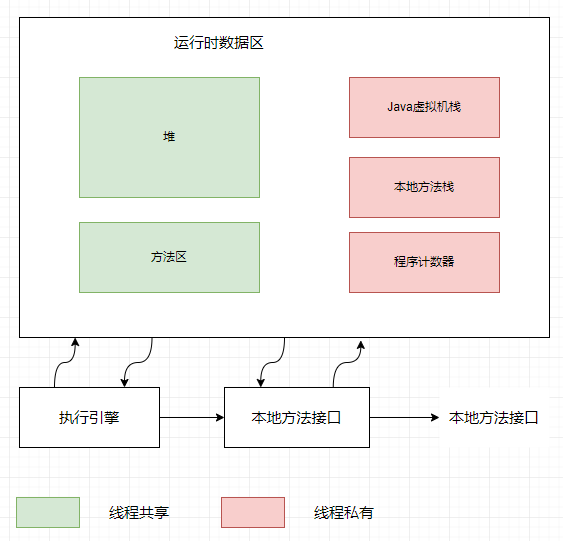 运行时数据区
堆
Java虚拟机栈
本地方法栈
方法区
程序计数器
执行引擎
本地方法接口
本地方法接口
线程共享
线程私有